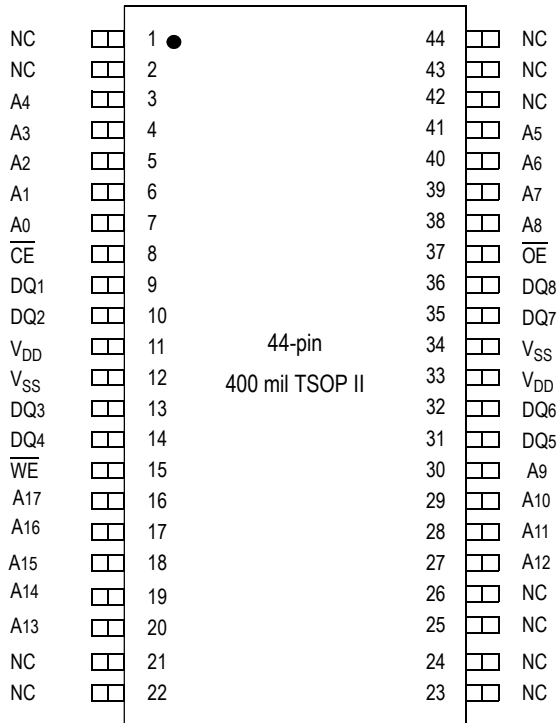 NC 1 44 NC
NC 2 43 NC
A4 3 42 NC
A3 4 41 A5
A2 5 40 A6
A1 6 39 A7
A0 7 38 A8
C̅E̅ 8 37 O̅E̅
DQ1 9 36 DQ8
DQ2 10 35 DQ7
VDD 11 44-pin 34 VSS
VSS 12 400 mil TSOP II 33 VDD
DQ3 13 32 DQ6
DQ4 14 31 DQ5
W̅E̅ 15 30 A9
A17 16 29 A10
A16 17 28 A11
A15 18 27 A12
A14 19 26 NC
A13 20 25 NC
NC 21 24 NC
NC 22 23 NC